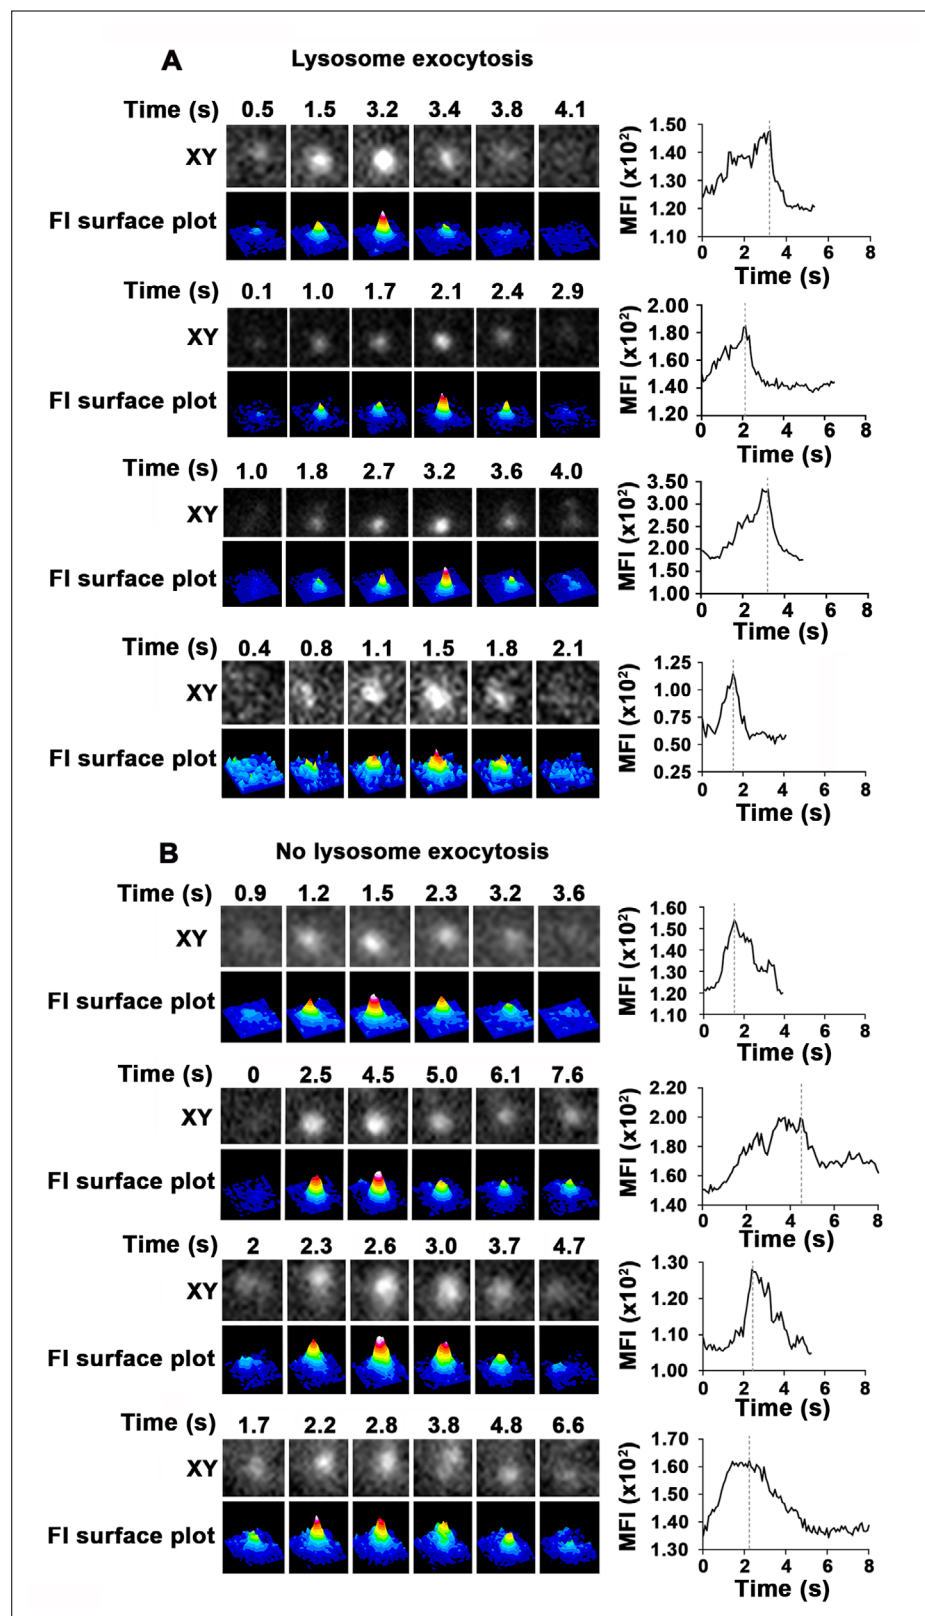 A Lysosome exocytosis
Time (s) 0.5 1.5 3.2 3.4 3.8 4.1
XY
FI surface plot
MFI (x10²)
1.50
1.40
1.30
1.20
1.10
0 2 4 6 8
Time (s)
Time (s) 0.1 1.0 1.7 2.1 2.4 2.9
XY
FI surface plot
MFI (x10²)
2.00
1.80
1.60
1.40
1.20
0 2 4 6 8
Time (s)
Time (s) 1.0 1.8 2.7 3.2 3.6 4.0
XY
FI surface plot
MFI (x10²)
3.50
3.00
2.50
2.00
1.00
0 2 4 6 8
Time (s)
Time (s) 0.4 0.8 1.1 1.5 1.8 2.1
XY
FI surface plot
MFI (x10²)
1.25
1.00
0.75
0.50
0.25
0 2 4 6 8
Time (s)
B No lysosome exocytosis
Time (s) 0.9 1.2 1.5 2.3 3.2 3.6
XY
FI surface plot
MFI (x10²)
1.60
1.50
1.40
1.30
1.20
1.10
0 2 4 6 8
Time (s)
Time (s) 0 2.5 4.5 5.0 6.1 7.6
XY
FI surface plot
MFI (x10²)
2.20
2.00
1.80
1.60
1.40
0 2 4 6 8
Time (s)
Time (s) 2 2.3 2.6 3.0 3.7 4.7
XY
FI surface plot
MFI (x10²)
1.30
1.20
1.10
1.00
0 2 4 6 8
Time (s)
Time (s) 1.7 2.2 2.8 3.8 4.8 6.6
XY
FI surface plot
MFI (x10²)
1.70
1.60
1.50
1.40
1.30
0 2 4 6 8
Time (s)